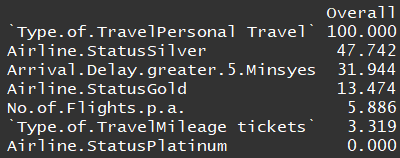 Overall
`Type.of.TravelPersonal Travel` 100.000
Airline.StatusSilver 47.742
Arrival.Delay.greater.5.Minsyes 31.944
Airline.StatusGold 13.474
No.of.Flights.p.a. 5.886
`Type.of.TravelMileage tickets` 3.319
Airline.StatusPlatinum 0.000